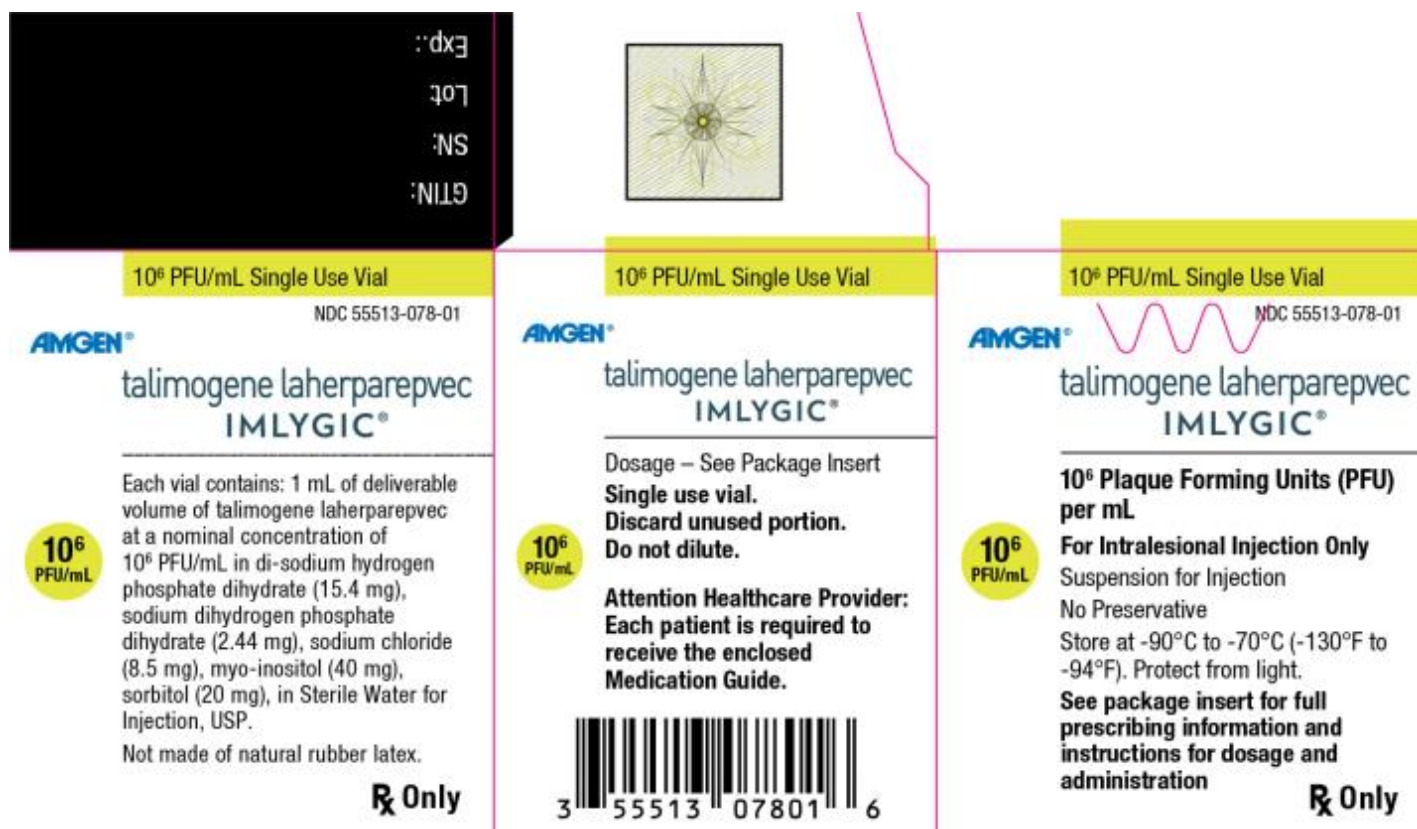 Exp.:
Lot:
SN:
GTIN:
10⁶ PFU/mL Single Use Vial
NDC 55513-078-01
AMGEN®
talimogene laherparepvec
IMLYGIC®
Each vial contains: 1 mL of deliverable
volume of talimogene laherparepvec
at a nominal concentration of
10⁶ PFU/mL in di-sodium hydrogen
phosphate dihydrate (15.4 mg),
sodium dihydrogen phosphate
dihydrate (2.44 mg), sodium chloride
(8.5 mg), myo-inositol (40 mg),
sorbitol (20 mg), in Sterile Water for
Injection, USP.
Not made of natural rubber latex.
10⁶
PFU/mL
℞ Only
10⁶ PFU/mL Single Use Vial
AMGEN®
talimogene laherparepvec
IMLYGIC®
Dosage – See Package Insert
Single use vial.
Discard unused portion.
Do not dilute.
10⁶
PFU/mL
Attention Healthcare Provider:
Each patient is required to
receive the enclosed
Medication Guide.
3 55513 07801 6
10⁶ PFU/mL Single Use Vial
NDC 55513-078-01
AMGEN®
talimogene laherparepvec
IMLYGIC®
10⁶ Plaque Forming Units (PFU)
per mL
10⁶
PFU/mL
For Intralesional Injection Only
Suspension for Injection
No Preservative
Store at -90°C to -70°C (-130°F to
-94°F). Protect from light.
See package insert for full
prescribing information and
instructions for dosage and
administration
℞ Only